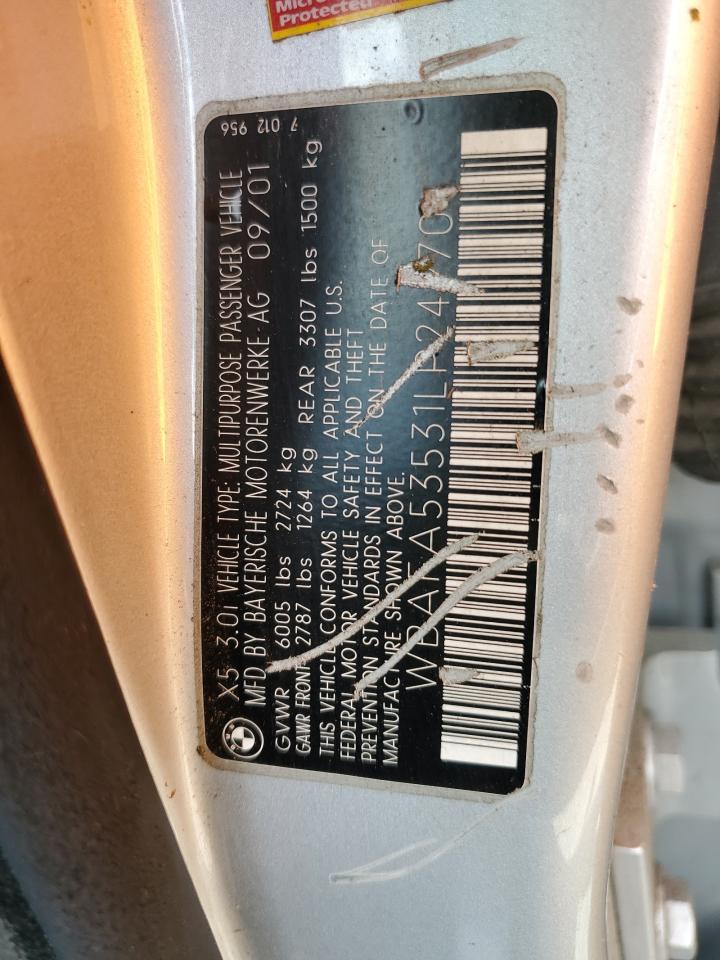 Protected
7 012 956
X5 3.0i VEHICLE TYPE: MULTIPURPOSE PASSENGER VEHICLE
MFD BY BAYERISCHE MOTORENWERKE AG 09/01
GVWR 6005 lbs 2724 kg
GAWR FRONT 2787 lbs 1264 kg REAR 3307 lbs 1500 kg
THIS VEHICLE CONFORMS TO ALL APPLICABLE U.S.
FEDERAL MOTOR VEHICLE SAFETY AND THEFT
PREVENTION STANDARDS IN EFFECT ON THE DATE OF
MANUFACTURE SHOWN ABOVE.